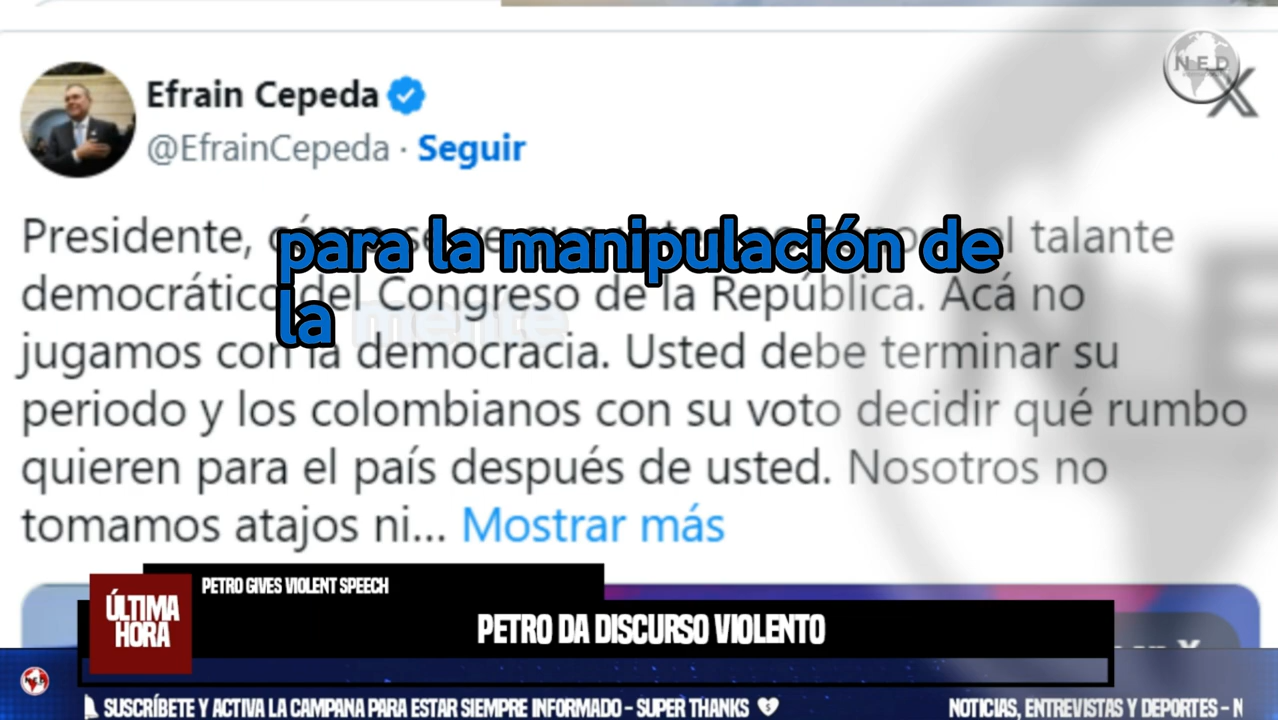 NED
Efrain Cepeda
@EfrainCepeda · Seguir
Presidente, talante
para la manipulación de
democrático del Congreso de la República. Acá no
la mente
jugamos con la democracia. Usted debe terminar su
periodo y los colombianos con su voto decidir qué rumbo
quieren para el país después de usted. Nosotros no
tomamos atajos ni... Mostrar más
PETRO GIVES VIOLENT SPEECH
ÚLTIMA
HORA
PETRO DA DISCURSO VIOLENTO
SUSCRÍBETE Y ACTIVA LA CAMPANA PARA ESTAR SIEMPRE INFORMADO - SUPER THANKS
NOTICIAS, ENTREVISTAS Y DEPORTES - N